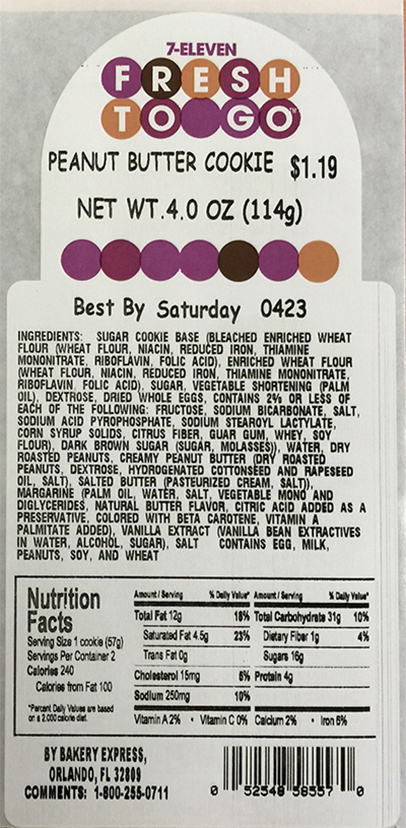 7-ELEVEN
FRESH
TO GO™
PEANUT BUTTER COOKIE $1.19
NET WT.4.0 OZ (114g)
Best By Saturday 0423
INGREDIENTS: SUGAR COOKIE BASE (BLEACHED ENRICHED WHEAT
FLOUR (WHEAT FLOUR, NIACIN, REDUCED IRON, THIAMINE
MONONITRATE, RIBOFLAVIN, FOLIC ACID), ENRICHED WHEAT FLOUR
(WHEAT FLOUR, NIACIN, REDUCED IRON, THIAMINE MONONITRATE,
RIBOFLAVIN, FOLIC ACID), SUGAR, VEGETABLE SHORTENING (PALM
OIL), DEXTROSE, DRIED WHOLE EGGS, CONTAINS 2% OR LESS OF
EACH OF THE FOLLOWING: FRUCTOSE, SODIUM BICARBONATE, SALT,
SODIUM ACID PYROPHOSPHATE, SODIUM STEAROYL LACTYLATE,
CORN SYRUP SOLIDS, CITRUS FIBER, GUAR GUM, WHEY, SOY
FLOUR), DARK BROWN SUGAR (SUGAR, MOLASSES)), WATER, DRY
ROASTED PEANUTS, CREAMY PEANUT BUTTER (DRY ROASTED
PEANUTS, DEXTROSE, HYDROGENATED COTTONSEED AND RAPESEED
OIL, SALT), SALTED BUTTER (PASTEURIZED CREAM, SALT)),
MARGARINE (PALM OIL, WATER, SALT, VEGETABLE MONO AND
DIGLYCERIDES, NATURAL BUTTER FLAVOR, CITRIC ACID ADDED AS A
PRESERVATIVE, COLORED WITH BETA CAROTENE, VITAMIN A
PALMITATE ADDED), VANILLA EXTRACT (VANILLA BEAN EXTRACTIVES
IN WATER, ALCOHOL, SUGAR), SALT CONTAINS EGG, MILK,
PEANUTS, SOY, AND WHEAT
Nutrition
Facts
Serving Size 1 cookie (57g)
Servings Per Container 2
Calories 240
Calories from Fat 100
*Percent Daily Values are based
on a 2,000 calorie diet.
Amount / Serving % Daily Value*
Total Fat 12g 18%
Saturated Fat 4.5g 23%
Trans Fat 0g
Cholesterol 15mg 5%
Sodium 250mg 10%
Amount / Serving % Daily Value*
Total Carbohydrate 31g 10%
Dietary Fiber 1g 4%
Sugars 16g
Protein 4g
Vitamin A 2% • Vitamin C 0% Calcium 2% • Iron 6%
BY BAKERY EXPRESS,
ORLANDO, FL 32809
COMMENTS: 1-800-255-0711
0 52548 58557 0